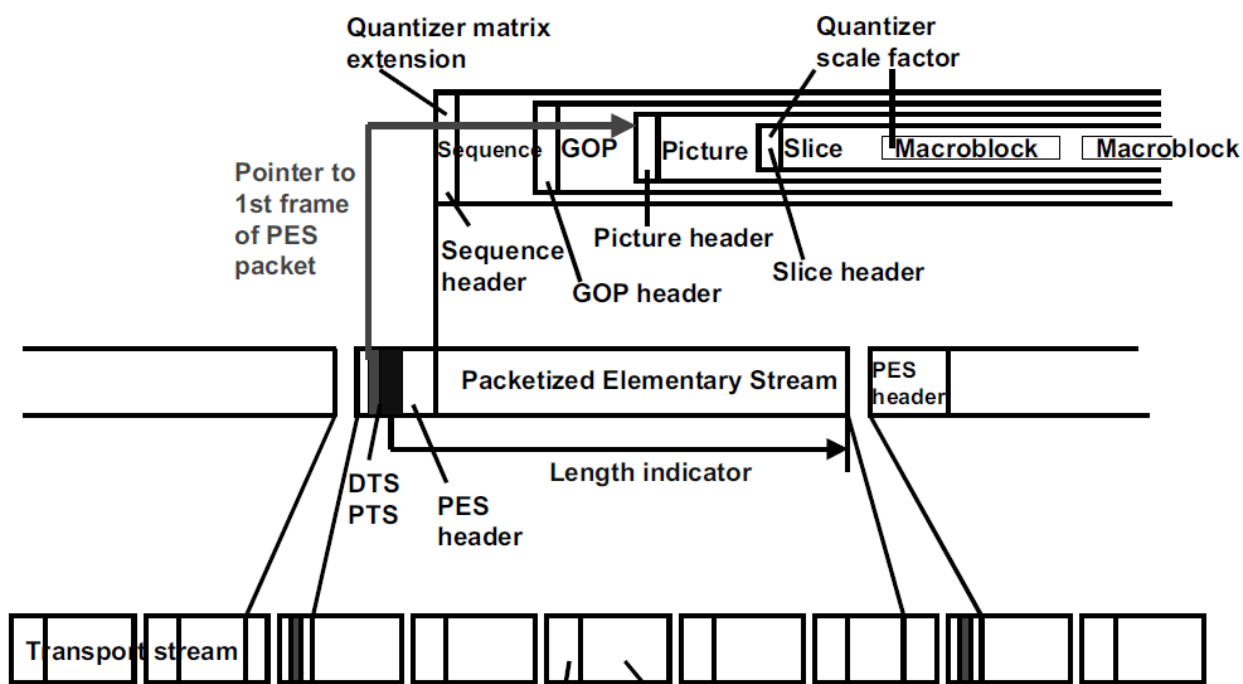 Quantizer matrix
extension
Quantizer
scale factor
Sequence
GOP
Picture
Slice
Macroblock
Macroblock
Pointer to
1st frame
of PES
packet
Sequence
header
GOP header
Picture header
Slice header
Packetized Elementary Stream
PES
header
Length indicator
DTS
PTS
PES
header
Transport stream